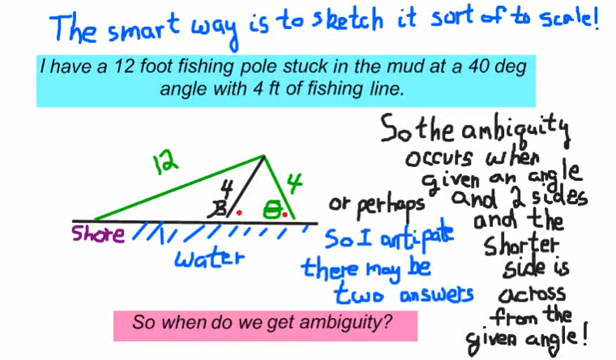 The smart way is to sketch it sort of to scale!
I have a 12 foot fishing pole stuck in the mud at a 40 deg
angle with 4 ft of fishing line.
12
4
4
B
θ
Shore
Water
or perhaps
So I antipate
there may be
two answers
So the ambiguity
occurs when
given an angle
and 2 sides
and the
shorter
side is
across
from the
given angle!
So when do we get ambiguity?